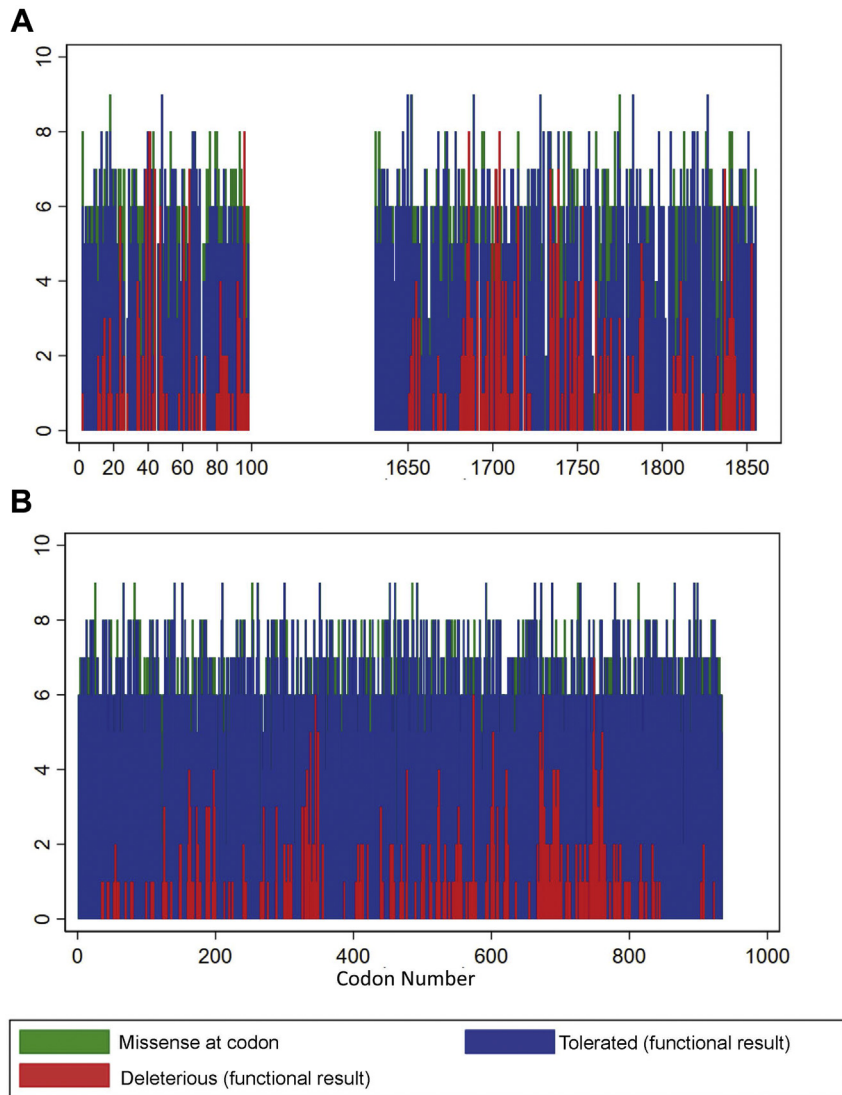 A
10
8
6
4
2
0
0 20 40 60 80 100 1650 1700 1750 1800 1850
B
10
8
6
4
2
0
0 200 400 600 800 1000
Codon Number
Missense at codon Tolerated (functional result)
Deleterious (functional result)